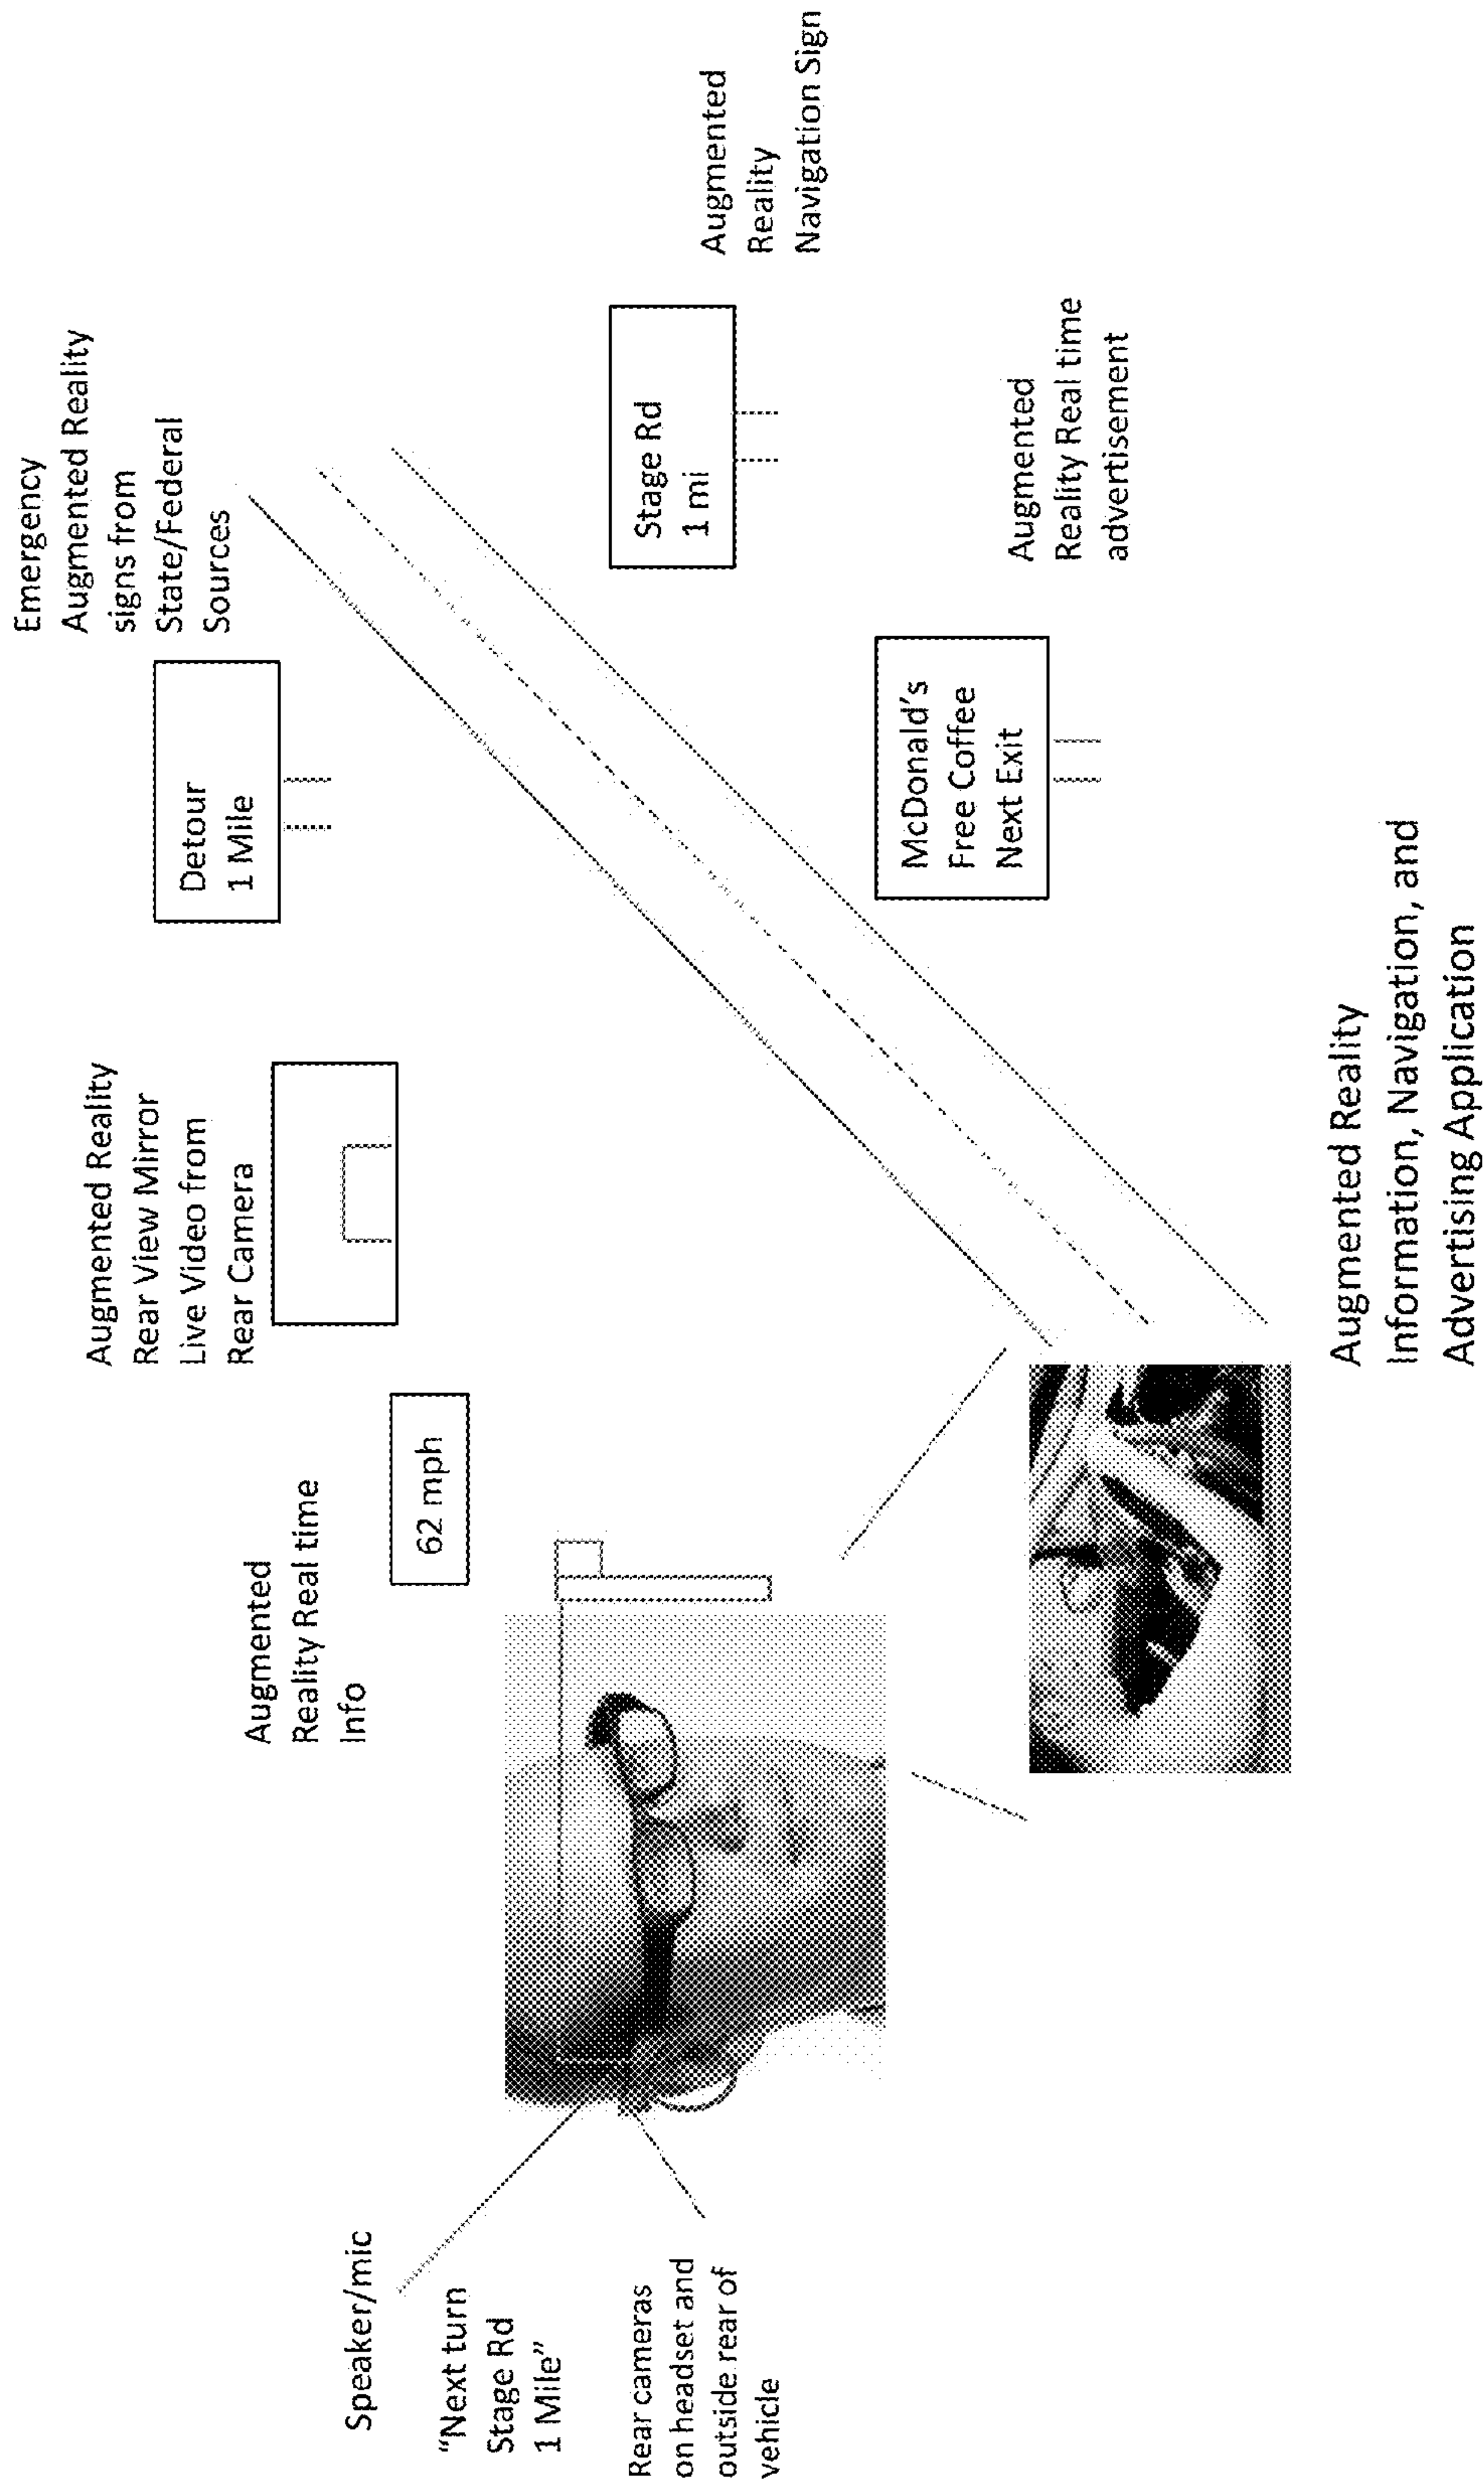 Speaker/mic
“Next turn
Stage Rd
1 Mile”
Rear cameras
on headset and
outside rear of
vehicle
Augmented
Reality Real time
Info
62 mph
Augmented Reality
Rear View Mirror
Live Video from
Rear Camera
Emergency
Augmented Reality
signs from
State/Federal
Sources
Detour
1 Mile
Stage Rd
1 mi
Augmented
Reality
Navigation Sign
McDonald's
Free Coffee
Next Exit
Augmented
Reality Real time
advertisement
Augmented Reality
Information, Navigation, and
Advertising Application